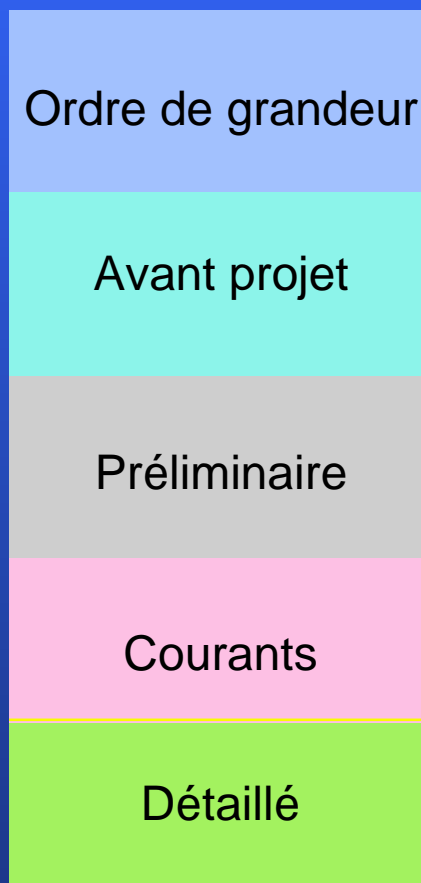 Ordre de grandeur
Avant projet
Préliminaire
Courants
Détaillé